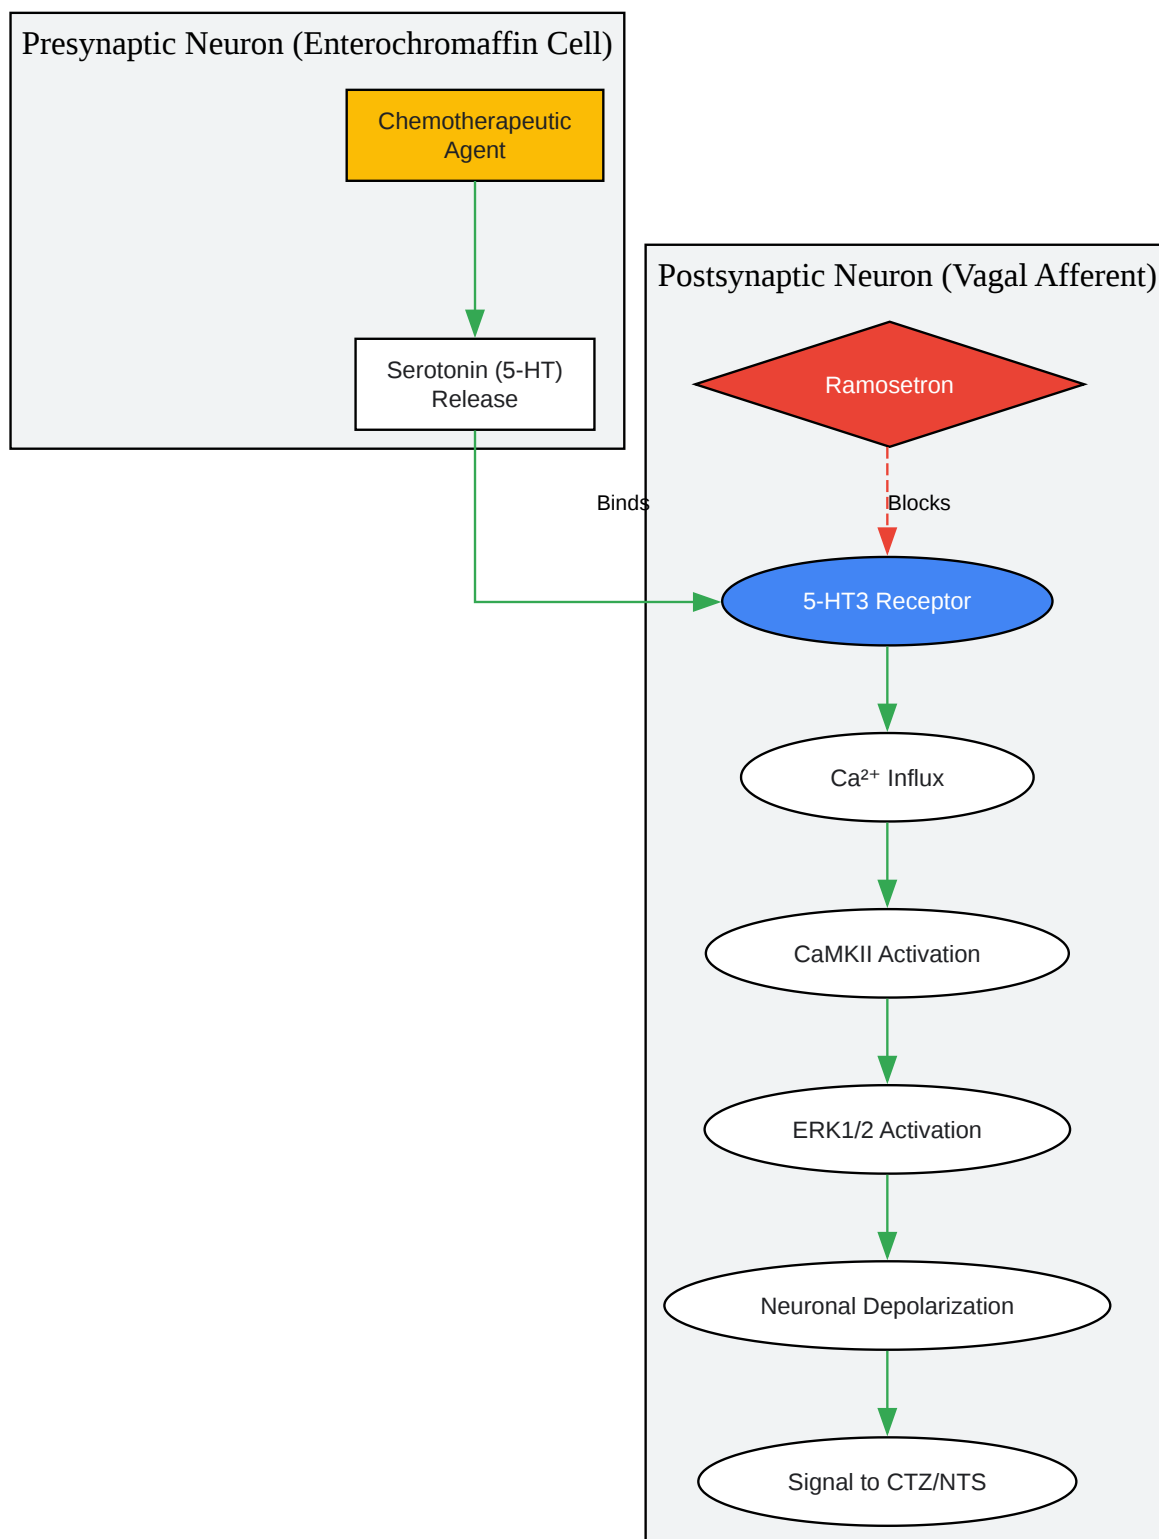 Presynaptic Neuron (Enterochromaffin Cell)
Chemotherapeutic
Agent
Serotonin (5-HT)
Release
Postsynaptic Neuron (Vagal Afferent)
Ramosetron
Binds
Blocks
5-HT3 Receptor
Ca²⁺ Influx
CaMKII Activation
ERK1/2 Activation
Neuronal Depolarization
Signal to CTZ/NTS